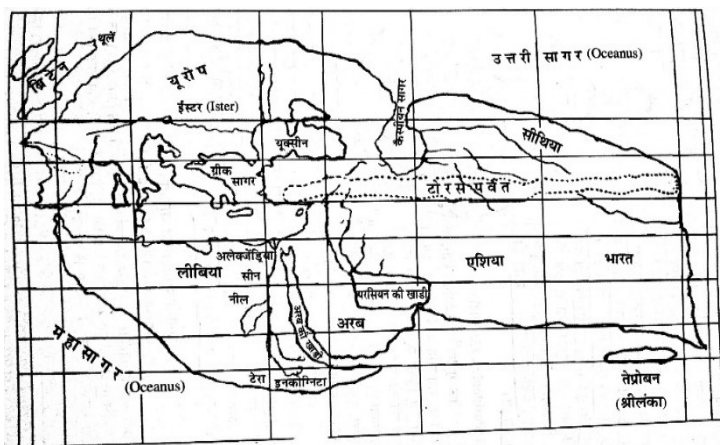 थूले
ब्रिटेन
यूरोप
उत्तरी सागर (Oceanus)
ईस्टर (Ister)
कैस्पियन सागर
यूक्सीन
सीथिया
ग्रीक
सागर
टोरस पर्वत
अलेक्जेंड्रिया
लीबिया
सीन
एशिया
भारत
नील
परसियन की खाड़ी
अरब की खाड़ी
अरब
महासागर
(Oceanus)
टेरा इनकोग्निटा
तेप्रोबन
(श्रीलंका)